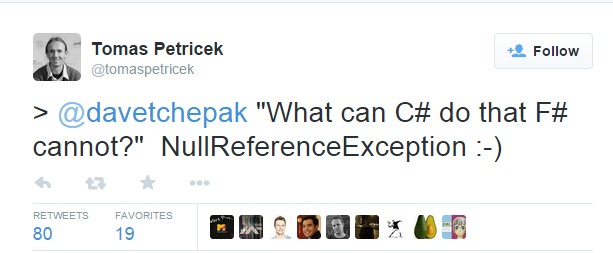 Tomas Petricek
@tomaspetricek
Follow
> @davetchepak "What can C# do that F#
cannot?"  NullReferenceException :-)
RETWEETS
FAVORITES
80
19